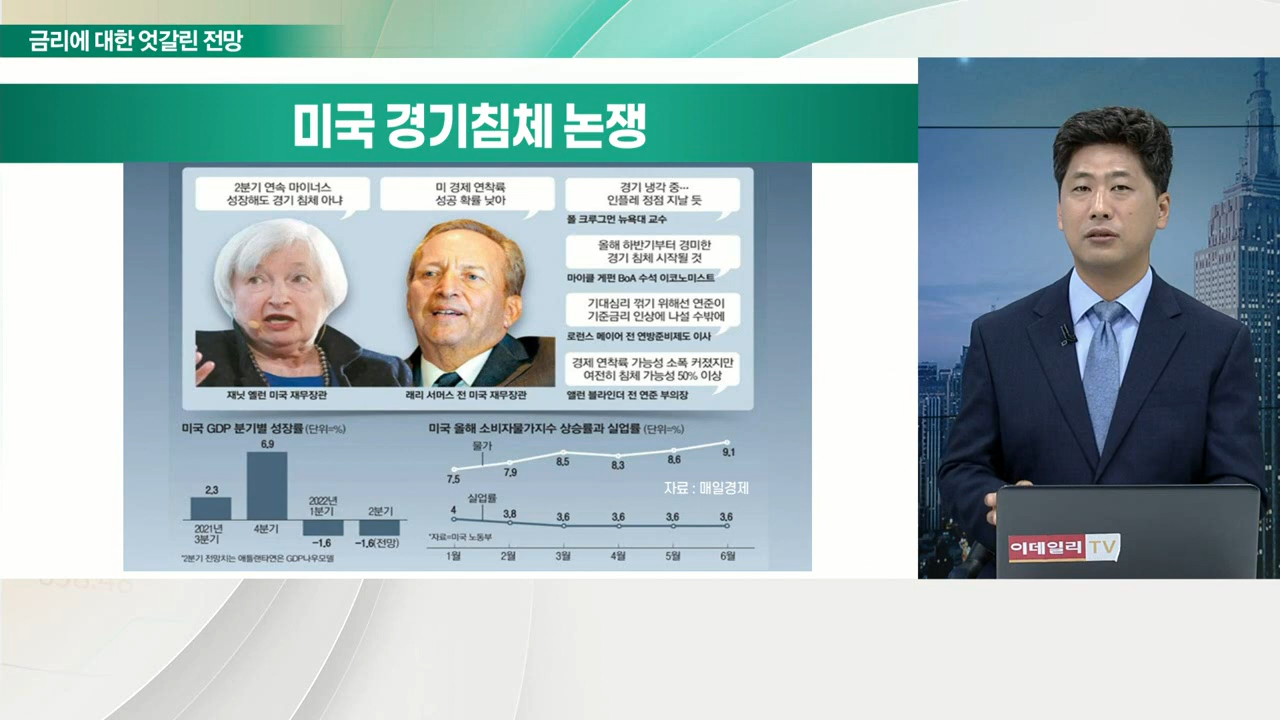 금리에 대한 엇갈린 전망
미국 경기침체 논쟁
2분기 연속 마이너스
성장해도 경기 침체 아냐
재닛 옐런 미국 재무장관
미 경제 연착륙
성공 확률 낮아
래리 서머스 전 미국 재무장관
경기 냉각 중…
인플레 정점 지날 듯
폴 크루그먼 뉴욕대 교수
올해 하반기부터 경미한
경기 침체 시작될 것
마이클 게펀 BoA 수석 이코노미스트
기대심리 꺾기 위해선 연준이
기준금리 인상에 나설 수밖에
로런스 메이어 전 연방준비제도 이사
경제 연착륙 가능성 소폭 커졌지만
여전히 침체 가능성 50% 이상
앨런 블라인더 전 연준 부의장
미국 GDP 분기별 성장률 (단위=%)
2.3
6.9
2022년
1분기
2분기
2021년
3분기
4분기
-1.6
-1.6(전망)
*2분기 전망치는 애틀랜타연은 GDP나우모델
미국 올해 소비자물가지수 상승률과 실업률 (단위=%)
물가
7.5
7.9
8.5
8.3
8.6
9.1
자료 : 매일경제
실업률
4
3.8
3.6
3.6
3.6
3.6
*자료=미국 노동부
1월
2월
3월
4월
5월
6월
이데일리 TV